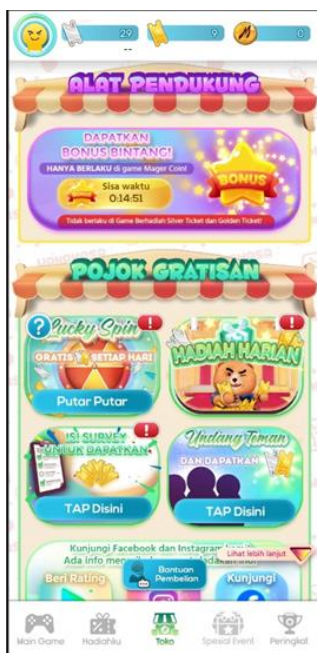 29
9
0
ALAT PENDUKUNG
DAPATKAN
BONUS BINTANG!
HANYA BERLAKU di game Mager Coin!
Sisa waktu
0:14:51
BONUS
Tidak berlaku di Game Berhadiah Silver Ticket dan Golden Ticket!
POJOK GRATISAN
Lucky Spin
GRATIS SETIAP HARI
Putar Putar
HADIAH HARIAN
ISI SURVEY
UNTUK DAPATKAN
TAP Disini
Undang Teman
DAN DAPATKAN
TAP Disini
Kunjungi Facebook dan Instagram
Lihat lebih lanjut
Ada info
Beri Rating
Bantuan
Pembelian
Kunjungi
Main Game
Hadiahku
Toko
Spesial Event
Peringkat